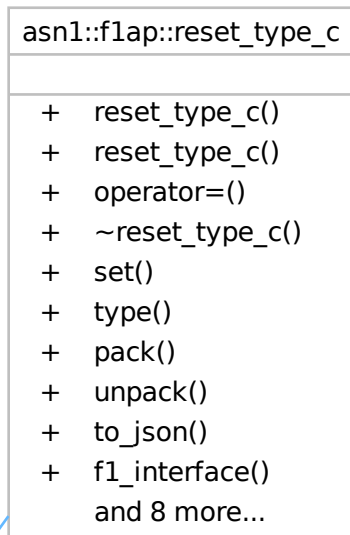 asn1::f1ap::reset_type_c
+ reset_type_c()
+ reset_type_c()
+ operator=()
+ ~reset_type_c()
+ set()
+ type()
+ pack()
+ unpack()
+ to_json()
+ f1_interface()
and 8 more...